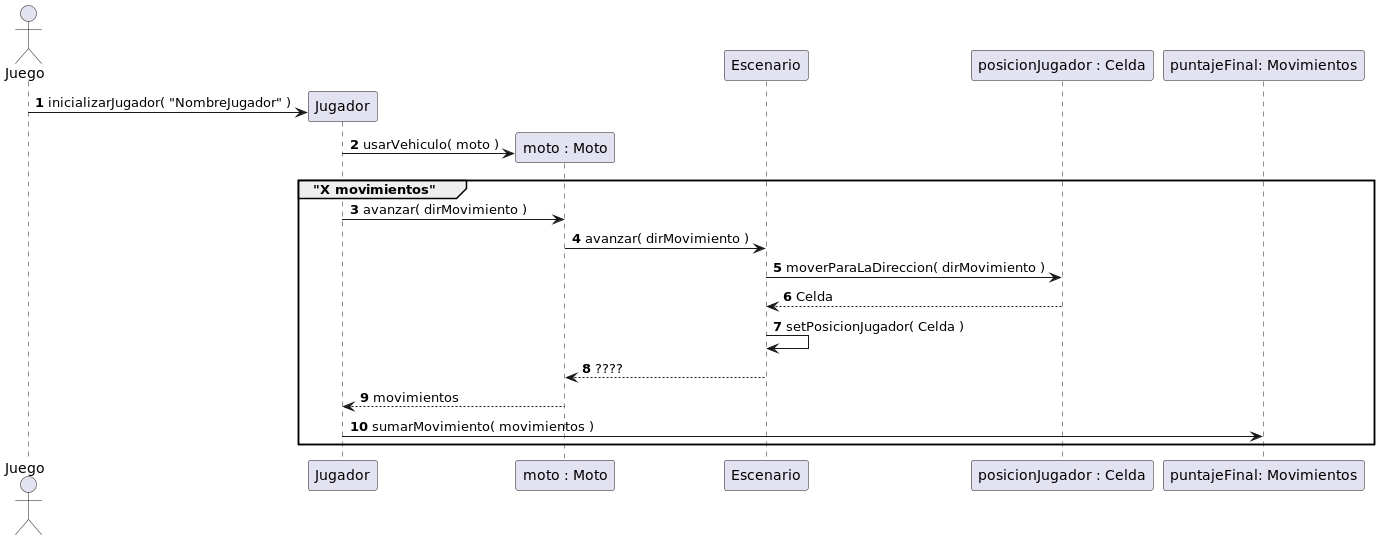 Juego
Escenario
posicionJugador : Celda
puntajeFinal: Movimientos
1 inicializarJugador( "NombreJugador" )
Jugador
2 usarVehiculo( moto )
moto : Moto
"X movimientos"
3 avanzar( dirMovimiento )
4 avanzar( dirMovimiento )
5 moverParaLaDireccion( dirMovimiento )
6 Celda
7 setPosicionJugador( Celda )
8 ????
9 movimientos
10 sumarMovimiento( movimientos )
Juego
Jugador
moto : Moto
Escenario
posicionJugador : Celda
puntajeFinal: Movimientos